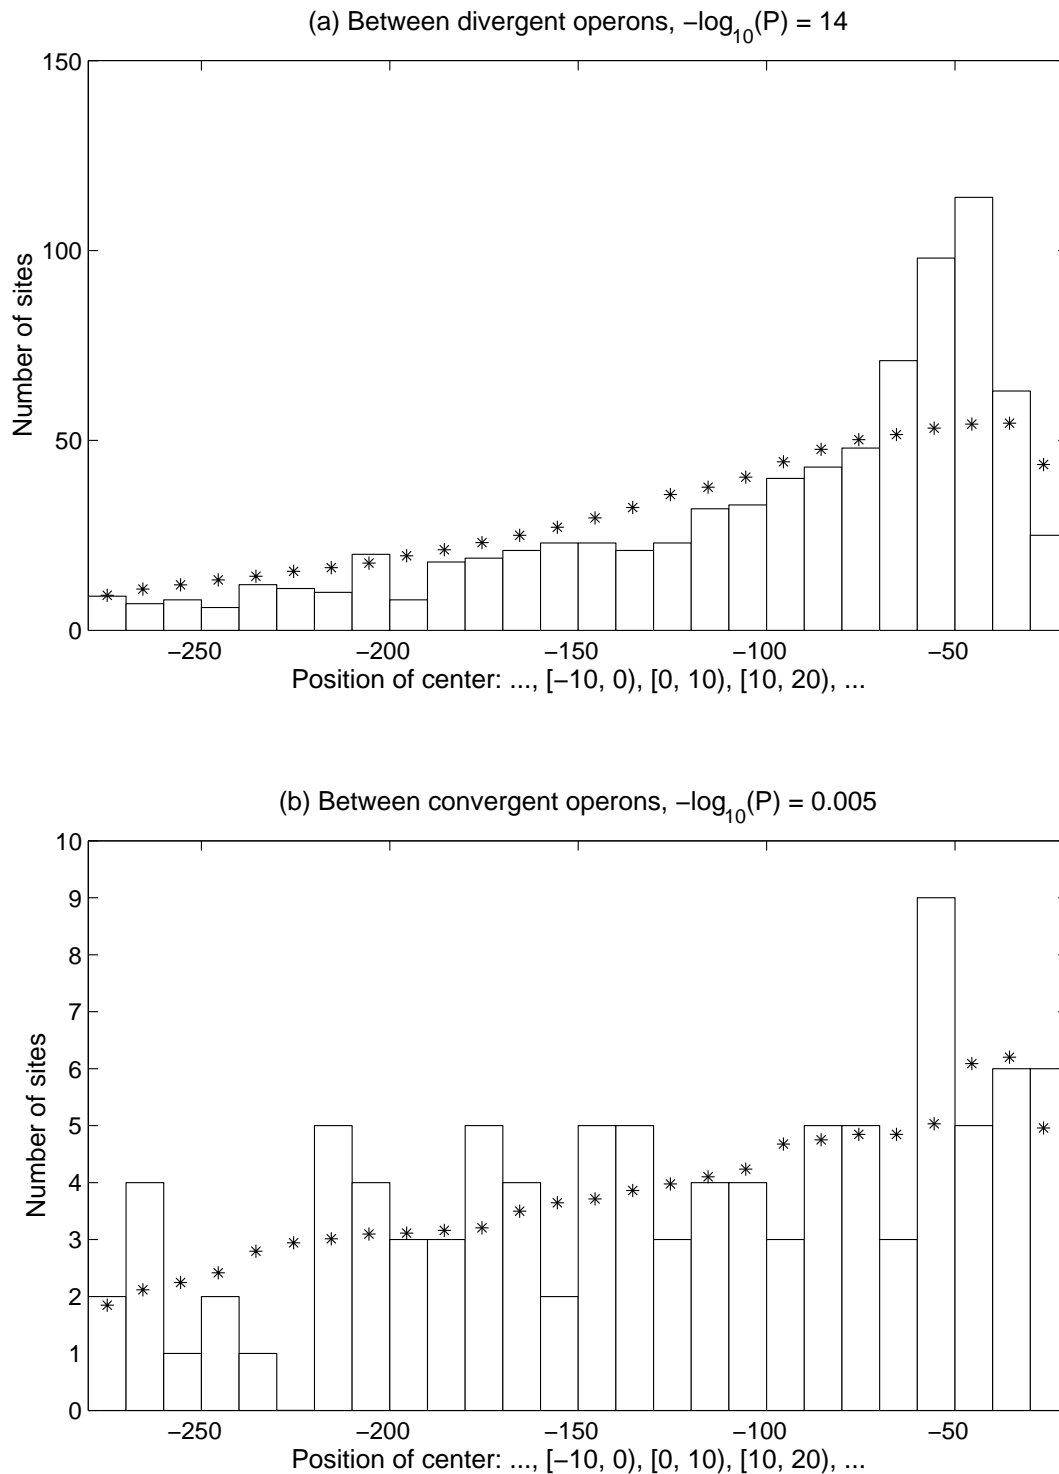 (a) Between divergent operons, −log10(P) = 14
150
100
50
0
Number of sites
−250 −200 −150 −100 −50
Position of center: ..., [−10, 0), [0, 10), [10, 20), ...
(b) Between convergent operons, −log10(P) = 0.005
10
9
8
7
6
5
4
3
2
1
0
Number of sites
−250 −200 −150 −100 −50
Position of center: ..., [−10, 0), [0, 10), [10, 20), ...